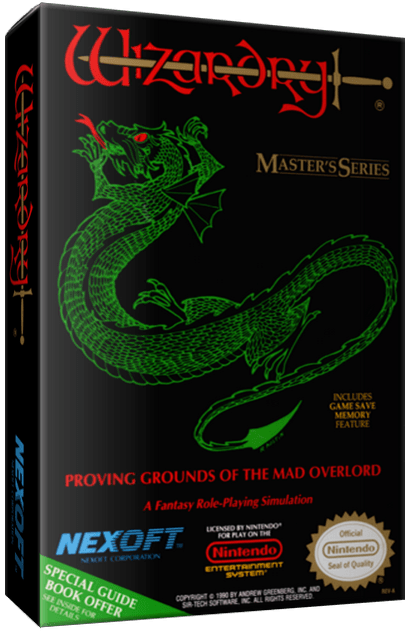 Wizardry
®
MASTER'S SERIES
INCLUDES
GAME SAVE
MEMORY
FEATURE
PROVING GROUNDS OF THE MAD OVERLORD
A Fantasy Role-Playing Simulation
NEXOFT™
NEXOFT CORPORATION
LICENSED BY NINTENDO®
FOR PLAY ON THE
Nintendo
ENTERTAINMENT
SYSTEM®
Official
Nintendo
Seal of Quality
SPECIAL GUIDE
BOOK OFFER
SEE INSIDE FOR
DETAILS
COPYRIGHT © 1990 BY ANDREW GREENBERG, INC. AND
SIR-TECH SOFTWARE, INC. ALL RIGHTS RESERVED.
REV-A
Wizardry
NEXOFT